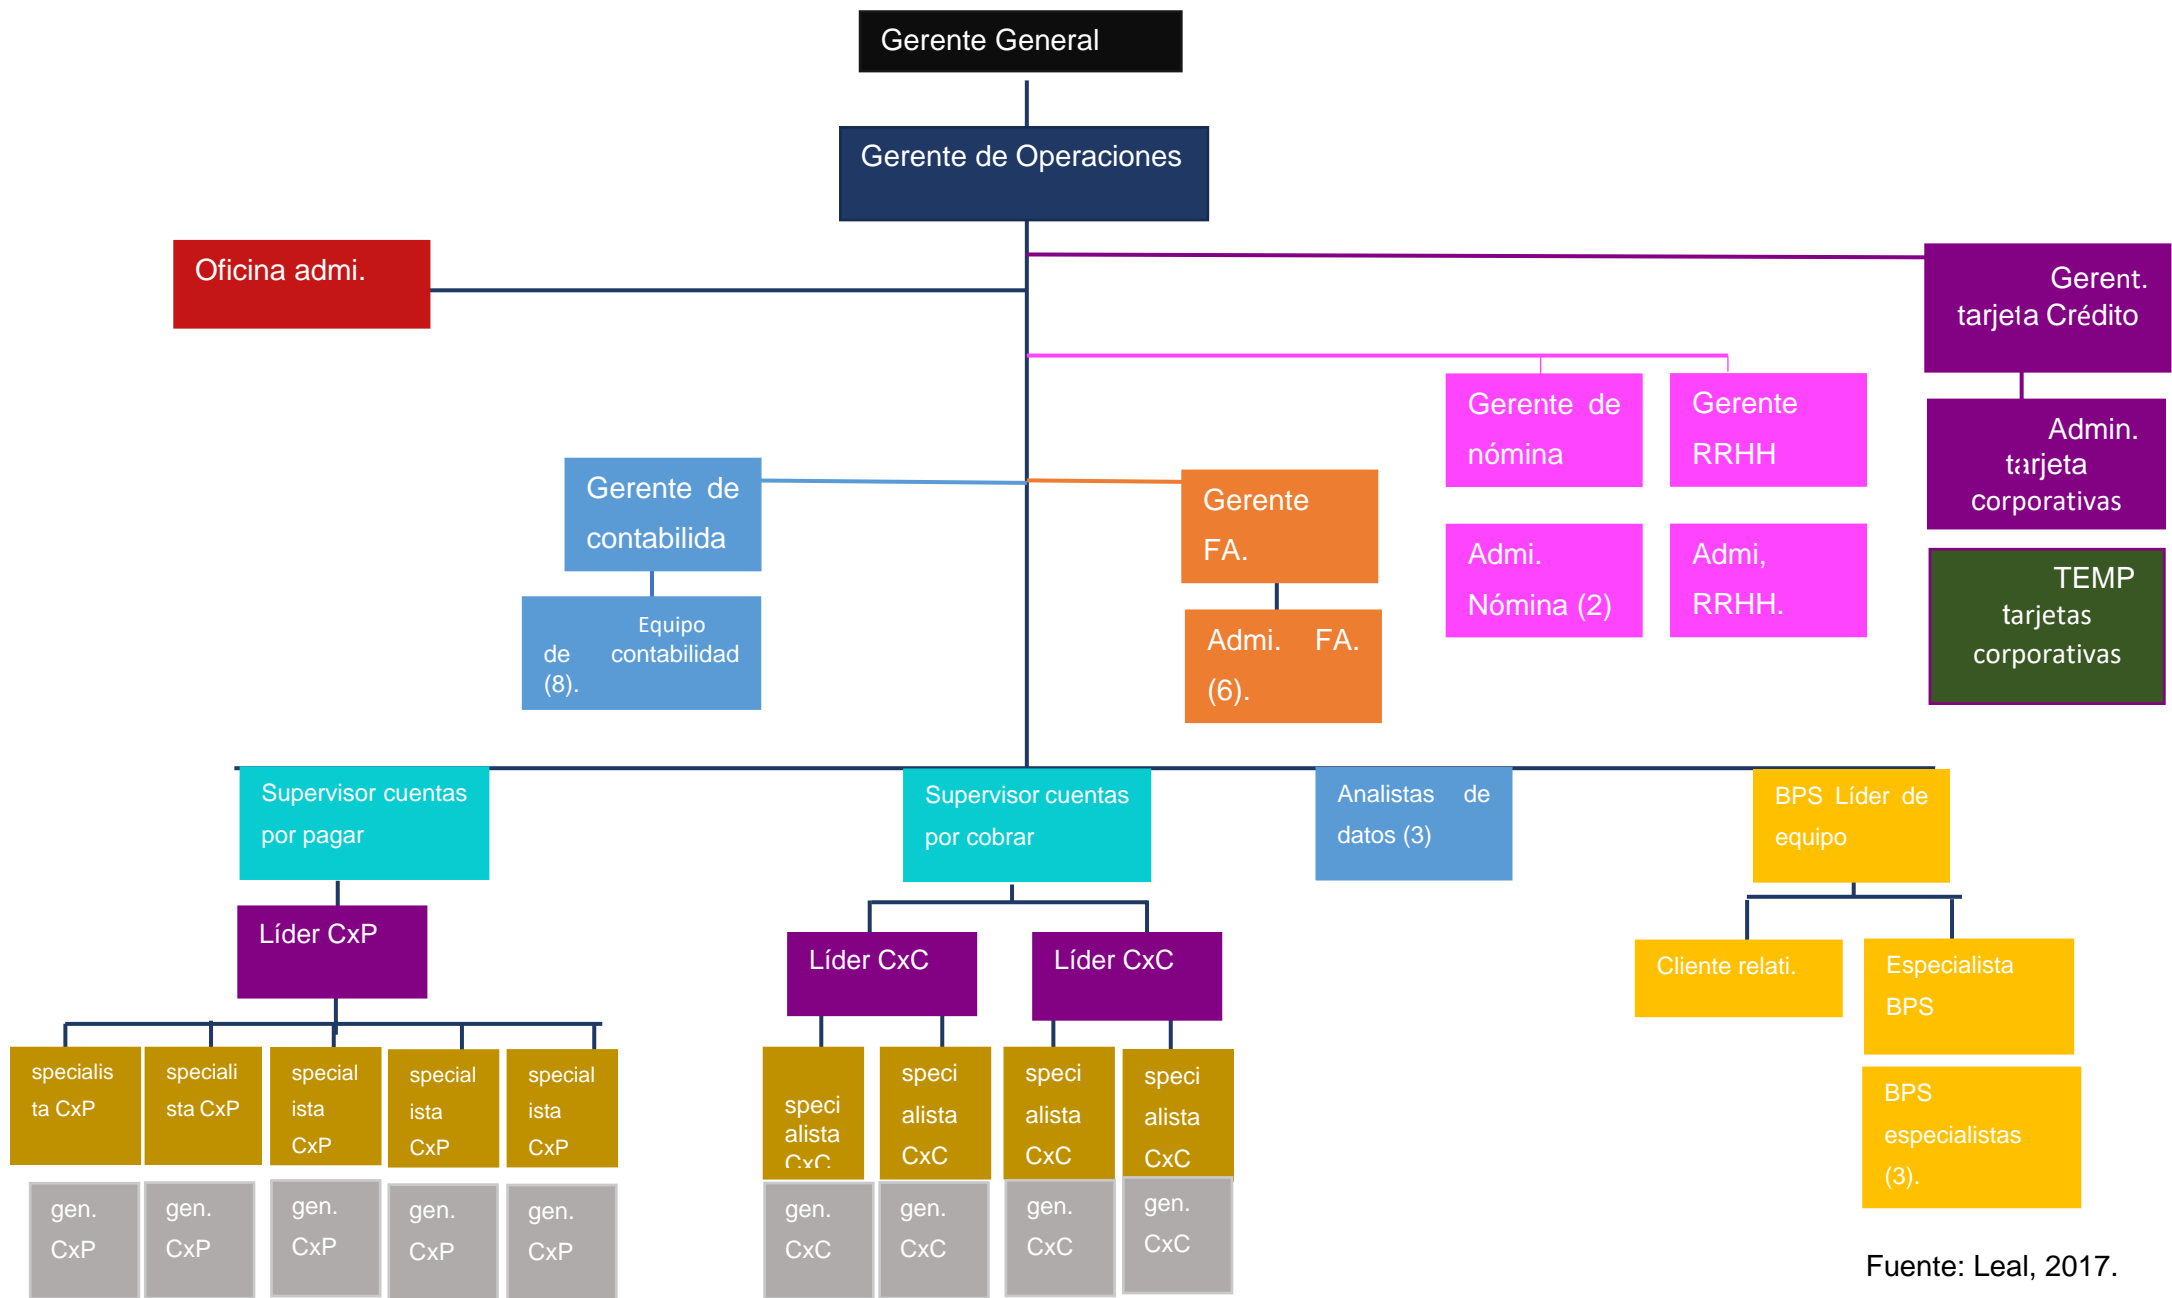 Gerente General
Gerente de Operaciones
Oficina admi.
Gerent.
tarjeta Crédito
Gerente de
nómina
Gerente
RRHH
Admin.
tarjeta
corporativas
Gerente de
contabilida
Gerente
FA.
Admi.
Nómina (2)
Admi,
RRHH.
TEMP
tarjetas
corporativas
Equipo
de contabilidad
(8).
Admi. FA.
(6).
Supervisor cuentas
por pagar
Supervisor cuentas
por cobrar
Analistas de
datos (3)
BPS Líder de
equipo
Líder CxP
Líder CxC
Líder CxC
Cliente relati.
Especialista
BPS
specialis
ta CxP
speciali
sta CxP
special
ista
CxP
special
ista
CxP
special
ista
CxP
speci
alista
CxC
speci
alista
CxC
speci
alista
CxC
speci
alista
CxC
BPS
especialistas
(3).
gen.
CxP
gen.
CxP
gen.
CxP
gen.
CxP
gen.
CxP
gen.
CxC
gen.
CxC
gen.
CxC
gen.
CxC
Fuente: Leal, 2017.